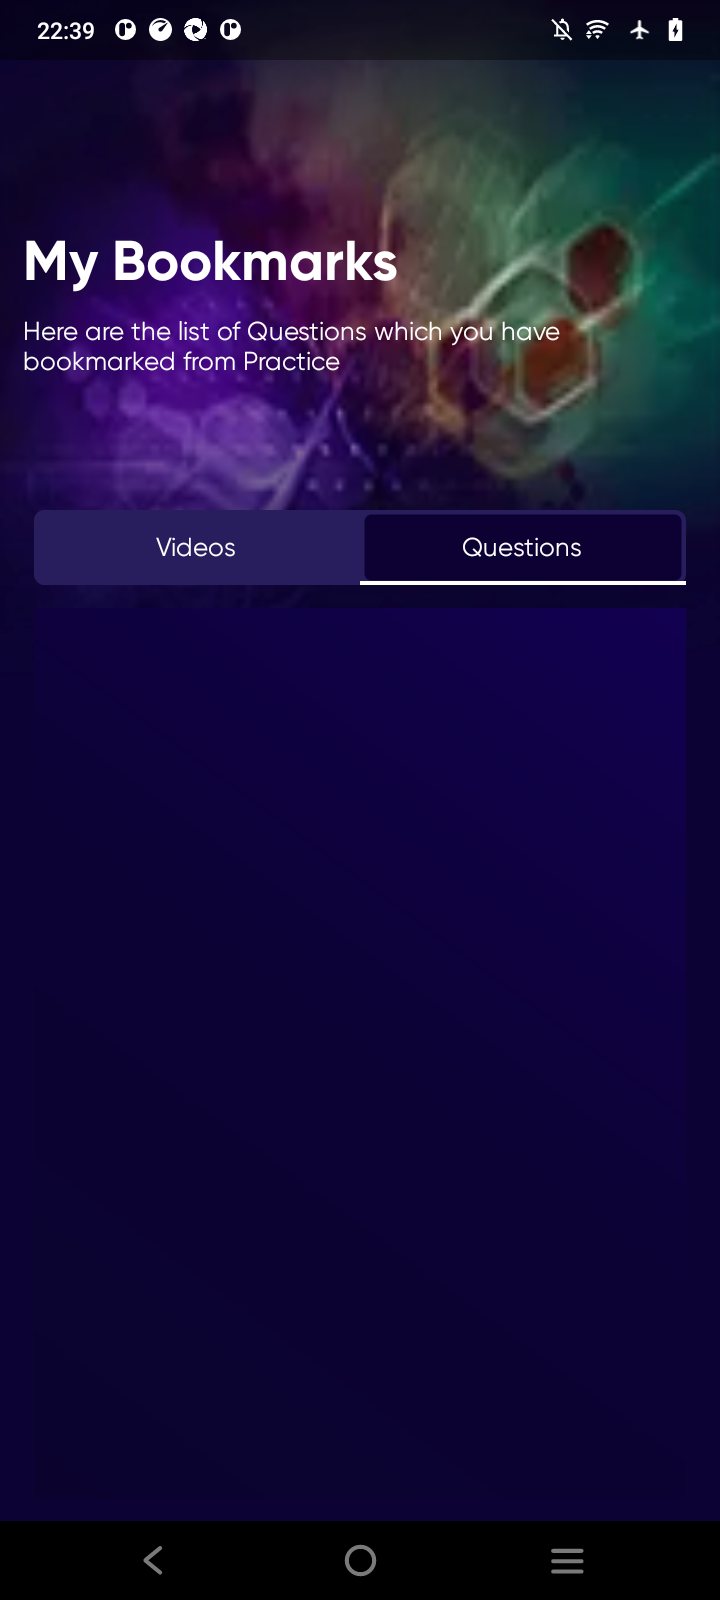 22:39
My Bookmarks
Here are the list of Questions which you have
bookmarked from Practice
Videos
Questions